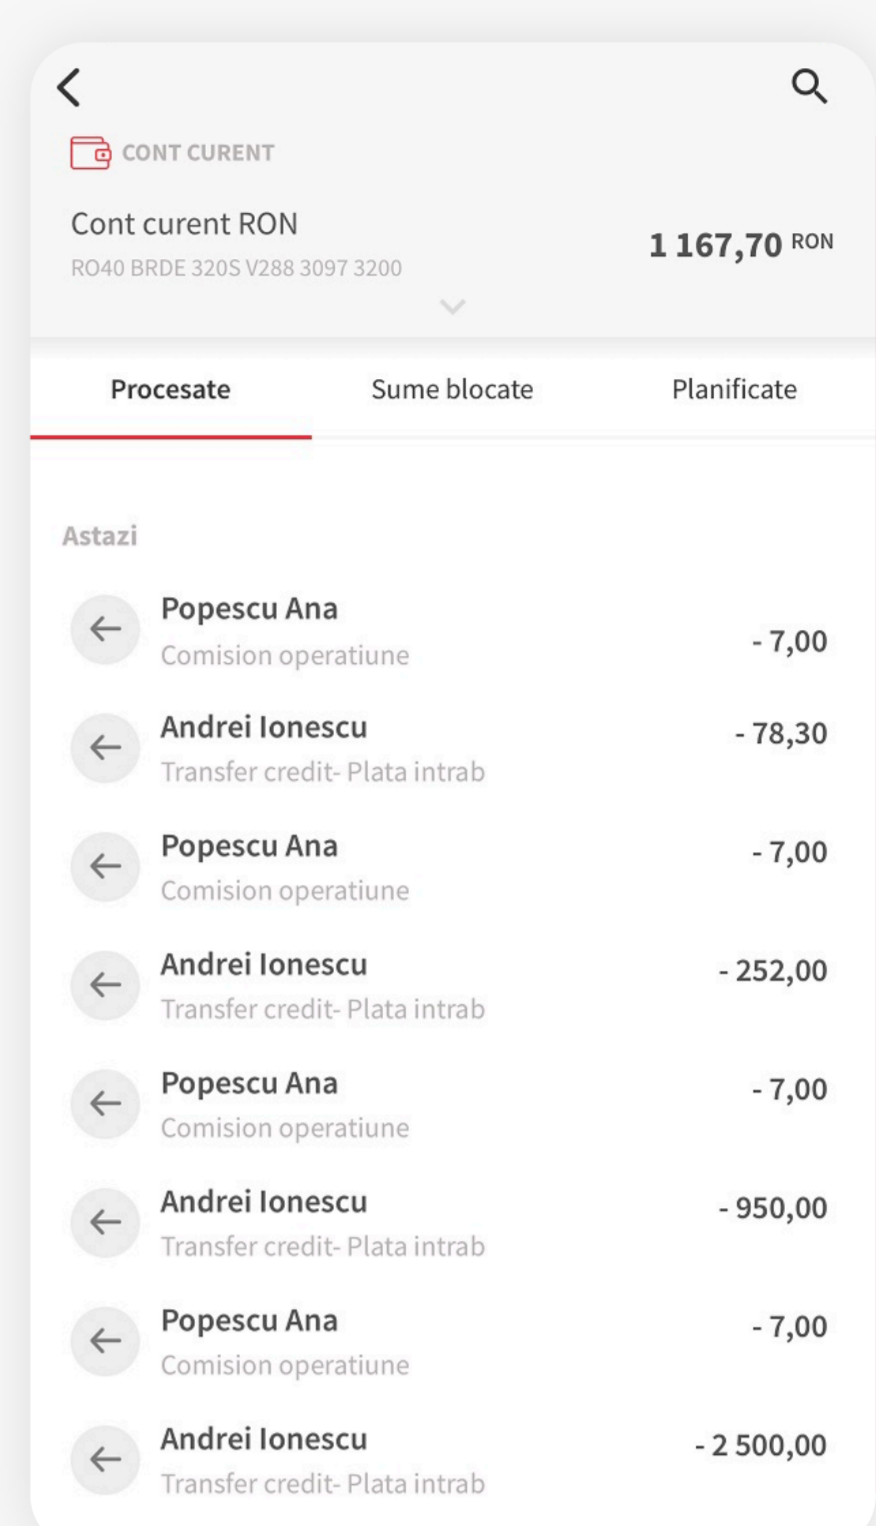 CONT CURENT
Cont curent RON
1 167,70 RON
RO40 BRDE 320S V288 3097 3200
Procesate Sume blocate Planificate
Astazi
Popescu Ana
Comision operatiune
- 7,00
Andrei Ionescu
- 78,30
Transfer credit- Plata intrab
Popescu Ana
- 7,00
Comision operatiune
Andrei Ionescu
- 252,00
Transfer credit- Plata intrab
Popescu Ana
- 7,00
Comision operatiune
Andrei Ionescu
- 950,00
Transfer credit- Plata intrab
Popescu Ana
- 7,00
Comision operatiune
Andrei Ionescu
- 2 500,00
Transfer credit- Plata intrab